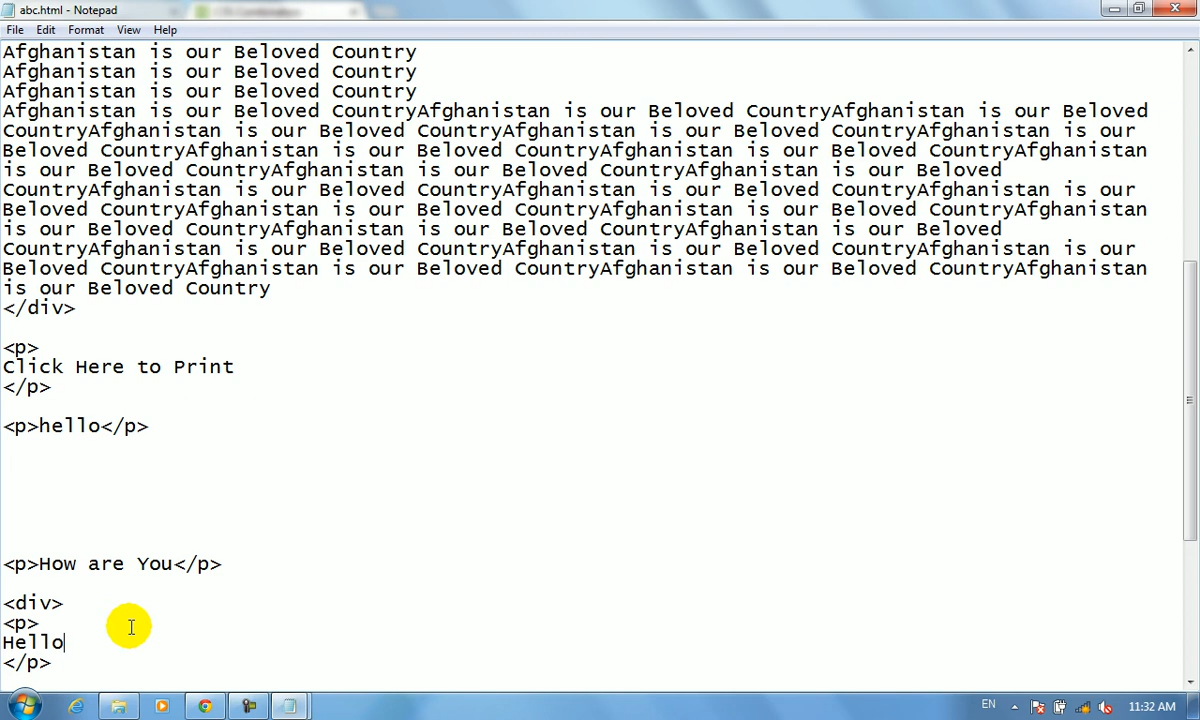 abc.html - Notepad
File Edit Format View Help
Afghanistan is our Beloved Country
Afghanistan is our Beloved Country
Afghanistan is our Beloved Country
Afghanistan is our Beloved CountryAfghanistan is our Beloved CountryAfghanistan is our Beloved
CountryAfghanistan is our Beloved CountryAfghanistan is our Beloved CountryAfghanistan is our
Beloved CountryAfghanistan is our Beloved CountryAfghanistan is our Beloved CountryAfghanistan
is our Beloved CountryAfghanistan is our Beloved CountryAfghanistan is our Beloved
CountryAfghanistan is our Beloved CountryAfghanistan is our Beloved CountryAfghanistan is our
Beloved CountryAfghanistan is our Beloved CountryAfghanistan is our Beloved CountryAfghanistan
is our Beloved CountryAfghanistan is our Beloved CountryAfghanistan is our Beloved
CountryAfghanistan is our Beloved CountryAfghanistan is our Beloved CountryAfghanistan is our
Beloved CountryAfghanistan is our Beloved CountryAfghanistan is our Beloved CountryAfghanistan
is our Beloved Country
</div>
<p>
Click Here to Print
</p>
<p>hello</p>
<p>How are You</p>
<div>
<p>
Hello
</p>
EN 11:32 AM